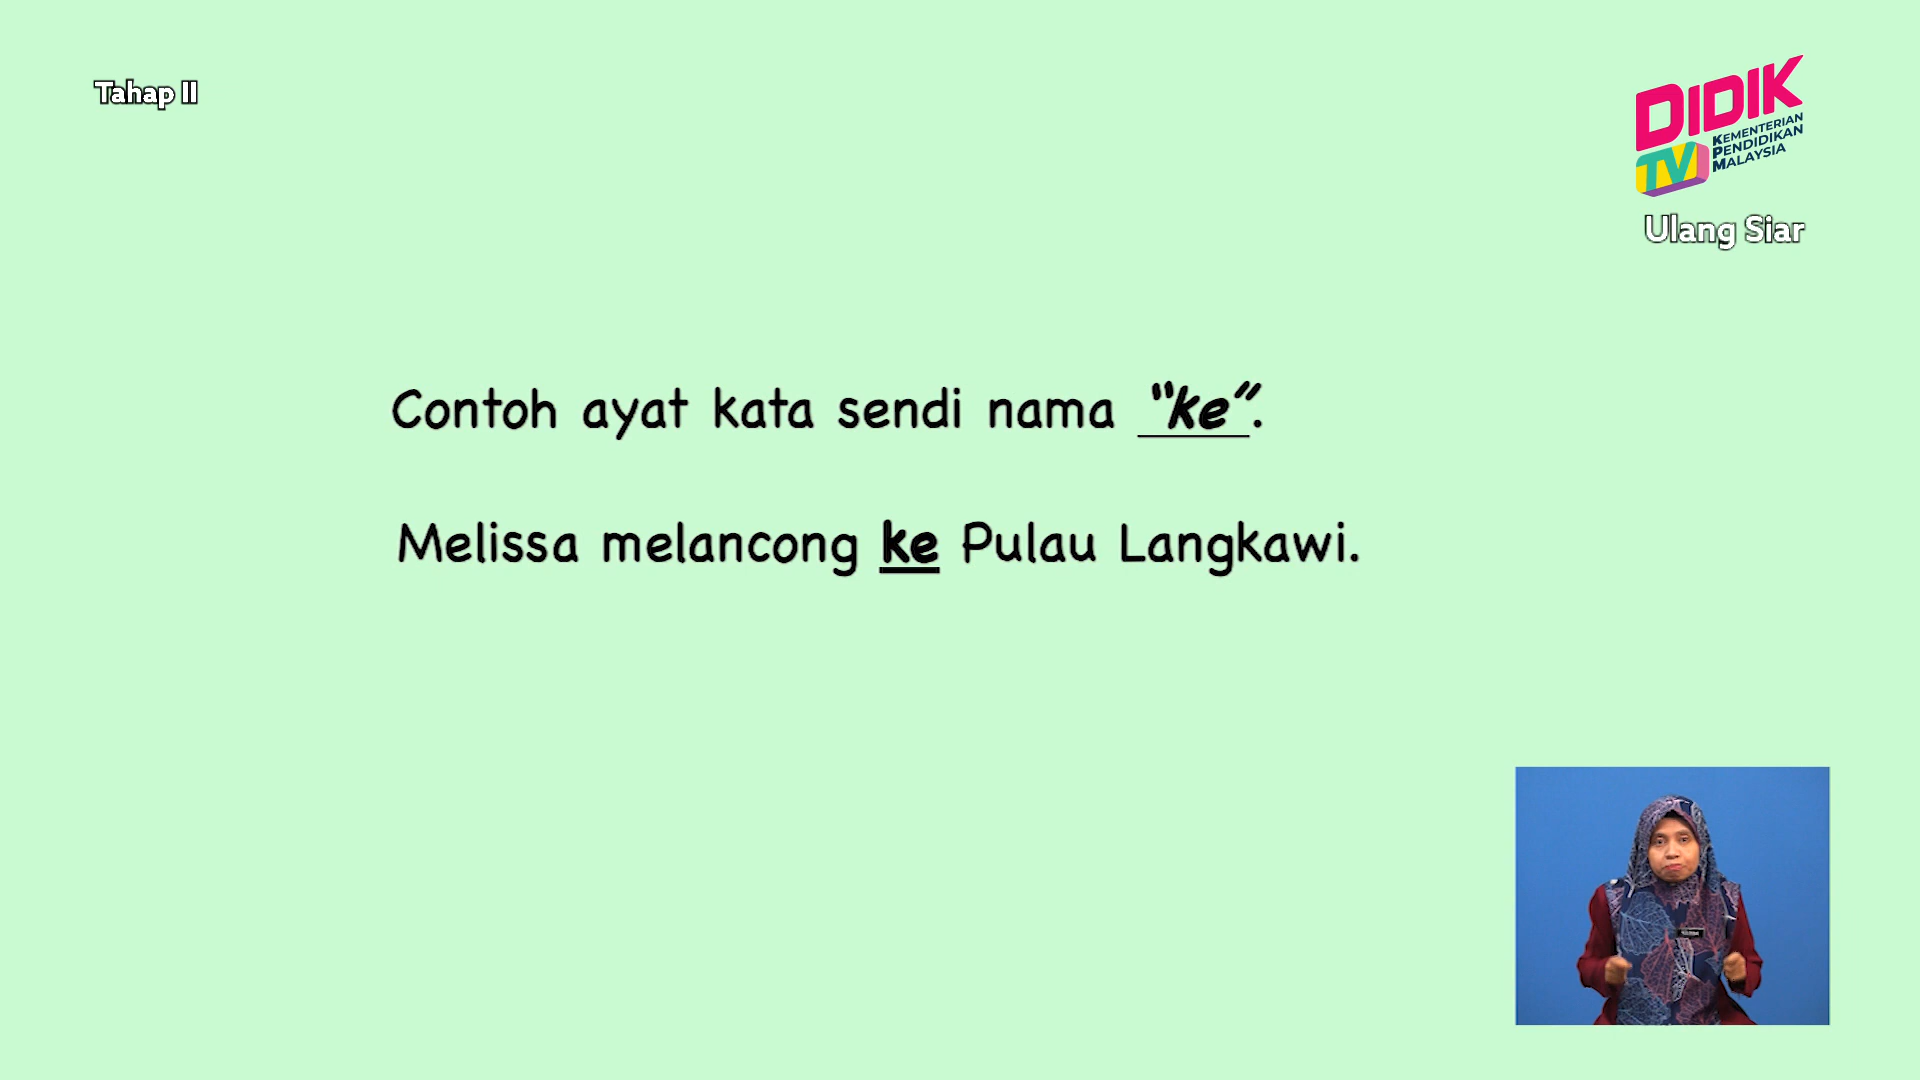 Tahap II
DIDIK
TV
KEMENTERIAN
PENDIDIKAN
MALAYSIA
Ulang Siar
Contoh ayat kata sendi nama “ke”.
Melissa melancong ke Pulau Langkawi.